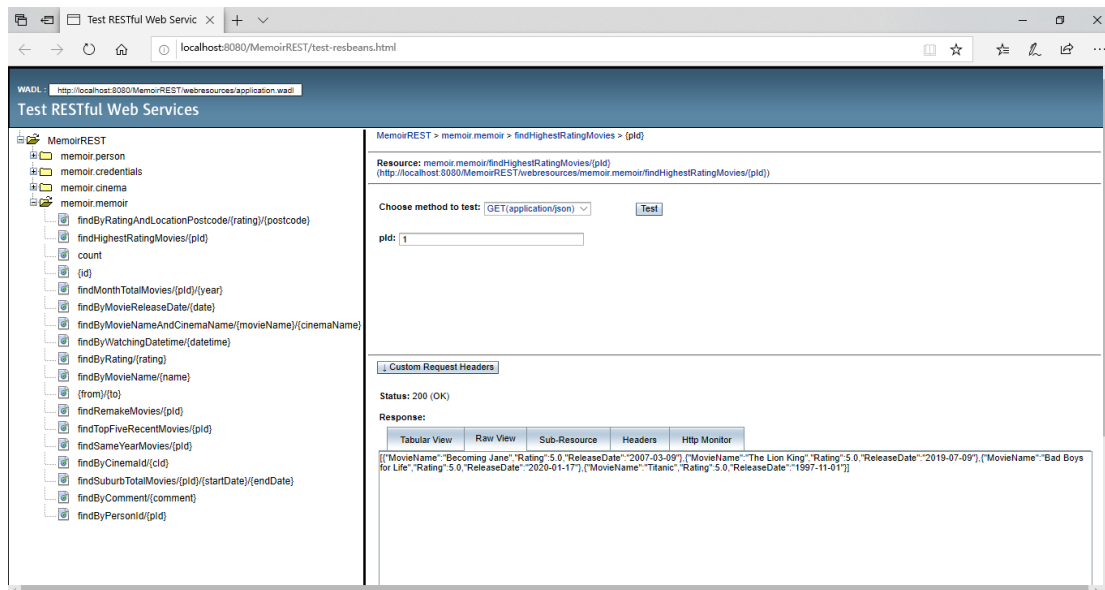 Test RESTful Web Servic
localhost:8080/MemoirREST/test-resbeans.html
WADL : http://localhost:8080/MemoirREST/webresources/application.wadl
Test RESTful Web Services
MemoirREST
memoir.person
memoir.credentials
memoir.cinema
memoir.memoir
findByRatingAndLocationPostcode/{rating}/{postcode}
findHighestRatingMovies/{pId}
count
{id}
findMonthTotalMovies/{pId}/{year}
findByMovieReleaseDate/{date}
findByMovieNameAndCinemaName/{movieName}/{cinemaName}
findByWatchingDatetime/{datetime}
findByRating/{rating}
findByMovieName/{name}
{from}/{to}
findRemakeMovies/{pId}
findTopFiveRecentMovies/{pId}
findSameYearMovies/{pId}
findByCinemaId/{cId}
findSuburbTotalMovies/{pId}/{startDate}/{endDate}
findByComment/{comment}
findByPersonId/{pId}
MemoirREST > memoir.memoir > findHighestRatingMovies > {pId}
Resource: memoir.memoir/findHighestRatingMovies/{pId}
(http://localhost:8080/MemoirREST/webresources/memoir.memoir/findHighestRatingMovies/{pId})
Choose method to test: GET(application/json) Test
pId: 1
↓ Custom Request Headers
Status: 200 (OK)
Response:
Tabular View Raw View Sub-Resource Headers Http Monitor
[{"MovieName":"Becoming Jane","Rating":5.0,"ReleaseDate":"2007-03-09"},{"MovieName":"The Lion King","Rating":5.0,"ReleaseDate":"2019-07-09"},{"MovieName":"Bad Boys
for Life","Rating":5.0,"ReleaseDate":"2020-01-17"},{"MovieName":"Titanic","Rating":5.0,"ReleaseDate":"1997-11-01"}]